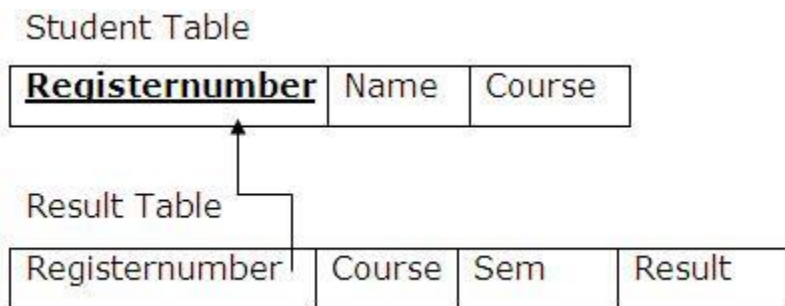 Student Table
Registernumber Name Course
Result Table
Registernumber Course Sem Result